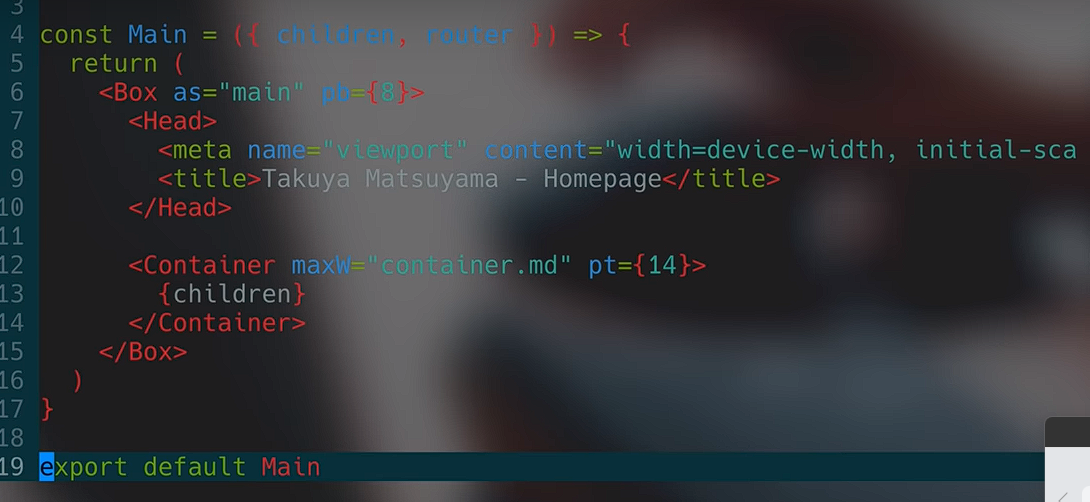 3
4 const Main = ({ children, router }) => {
5   return (
6     <Box as="main" pb={8}>
7       <Head>
8         <meta name="viewport" content="width=device-width, initial-sca
9         <title>Takuya Matsuyama - Homepage</title>
10       </Head>
11
12       <Container maxW="container.md" pt={14}>
13         {children}
14       </Container>
15     </Box>
16   )
17 }
18
19 export default Main